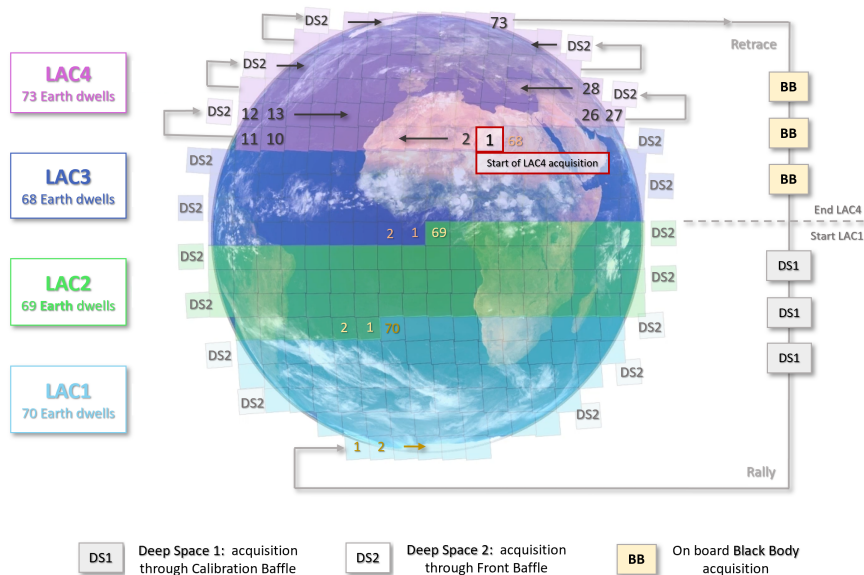 DS2
73
Retrace
DS2
DS2
LAC4
73 Earth dwells
28
DS2
BB
DS2
12 13
26 27
11 10
2 1 68
BB
DS2
Start of LAC4 acquisition
DS2
LAC3
68 Earth dwells
DS2
BB
DS2
End LAC4
2 1 69
DS2
Start LAC1
DS2
DS1
LAC2
69 Earth dwells
DS2
DS2
DS1
2 1 70
DS2
DS2
DS1
DS2
LAC1
70 Earth dwells
DS2
DS2
1 2
Rally
DS1
Deep Space 1: acquisition
through Calibration Baffle
DS2
Deep Space 2: acquisition
through Front Baffle
BB
On board Black Body
acquisition